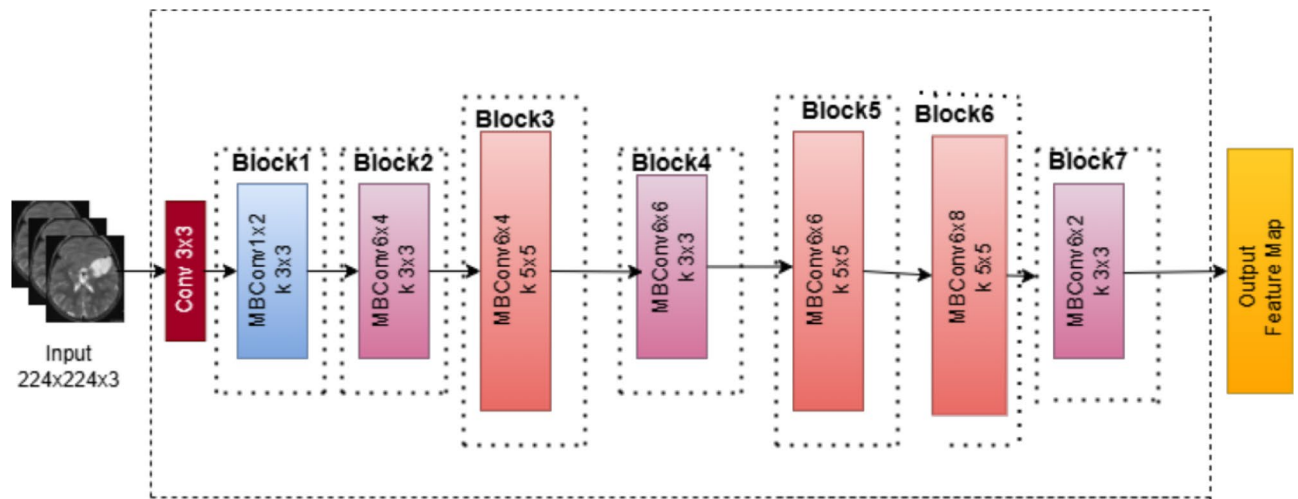 Input
224x224x3
Conv 3x3
Block1
MBConv1x2
k 3x3
Block2
MBConv6x4
k 3x3
Block3
MBConv6x4
k 5x5
Block4
MBConv6x6
k 3x3
Block5
MBConv6x6
k 5x5
Block6
MBConv6x8
k 5x5
Block7
MBConv6x2
k 3x3
Output
Feature Map